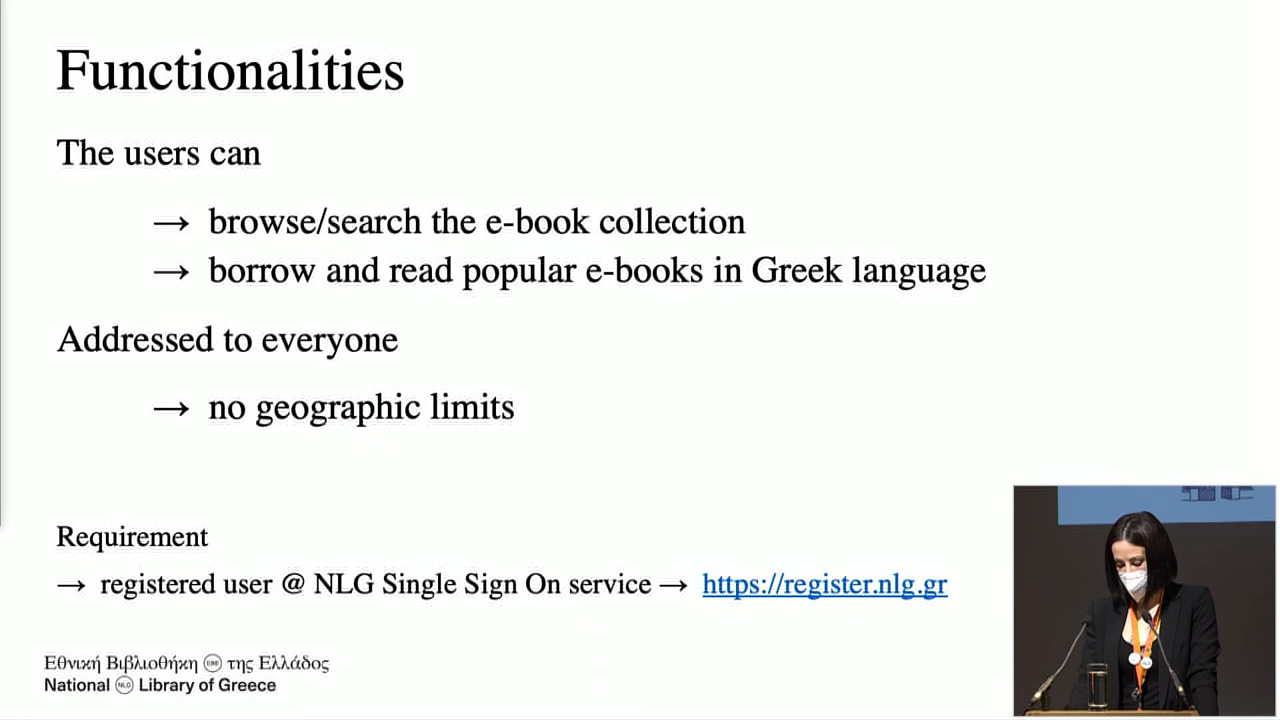 Functionalities
The users can
→ browse/search the e-book collection
→ borrow and read popular e-books in Greek language
Addressed to everyone
→ no geographic limits
Requirement
→ registered user @ NLG Single Sign On service → https://register.nlg.gr
Εθνική Βιβλιοθήκη ΕΒΕ της Ελλάδος
National NLG Library of Greece